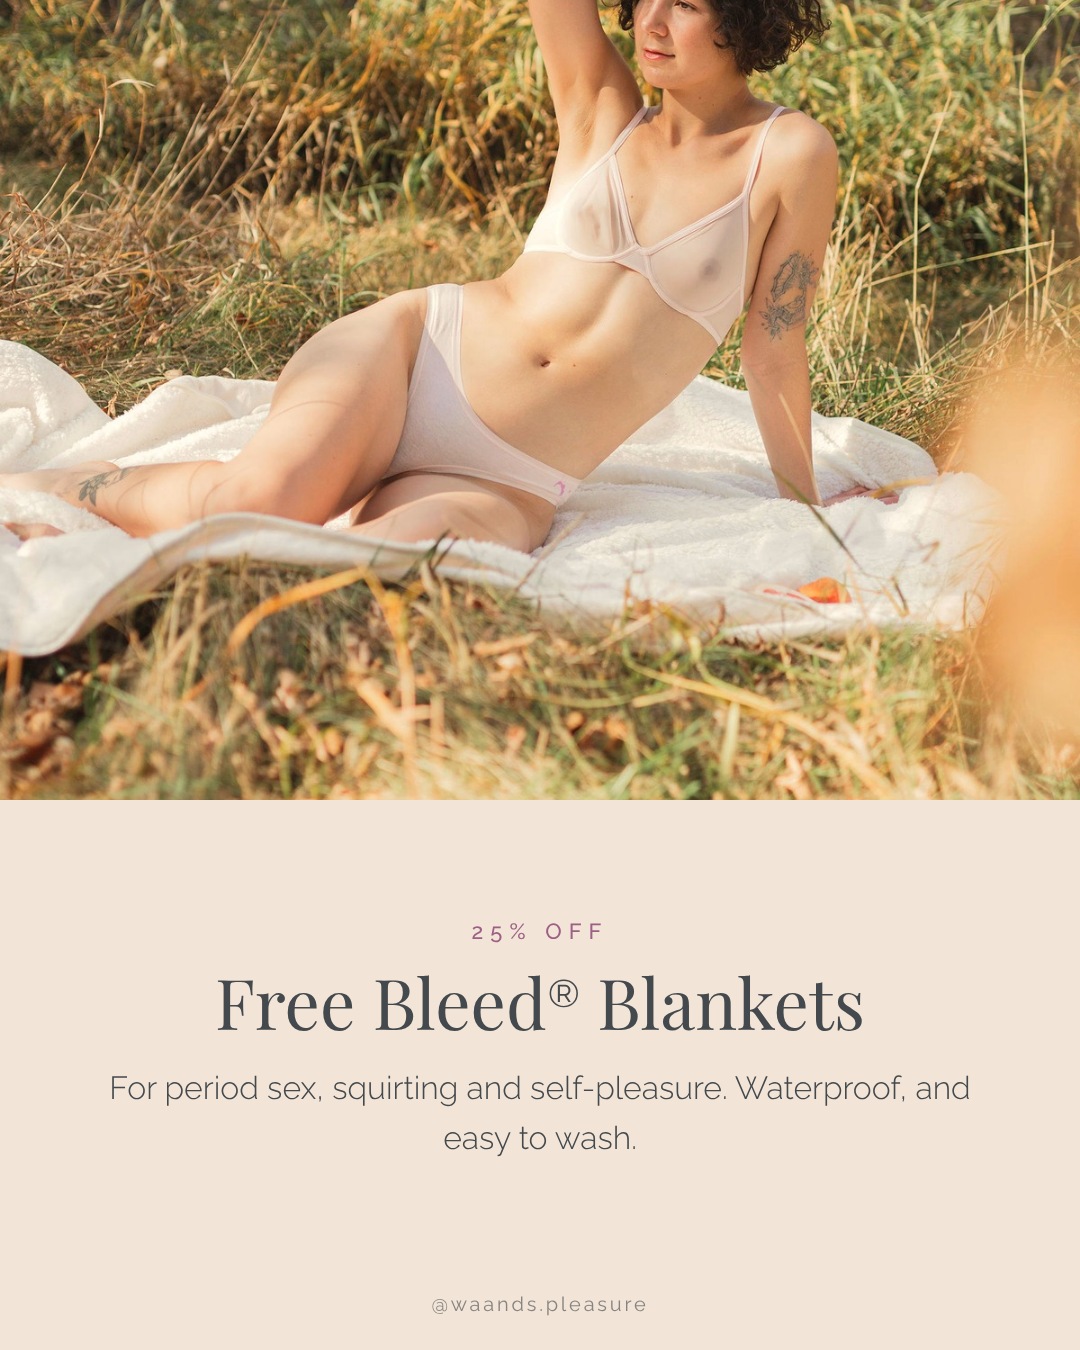 25% OFF
Free Bleed® Blankets
For period sex, squirting and self-pleasure. Waterproof, and
easy to wash.
@waands.pleasure